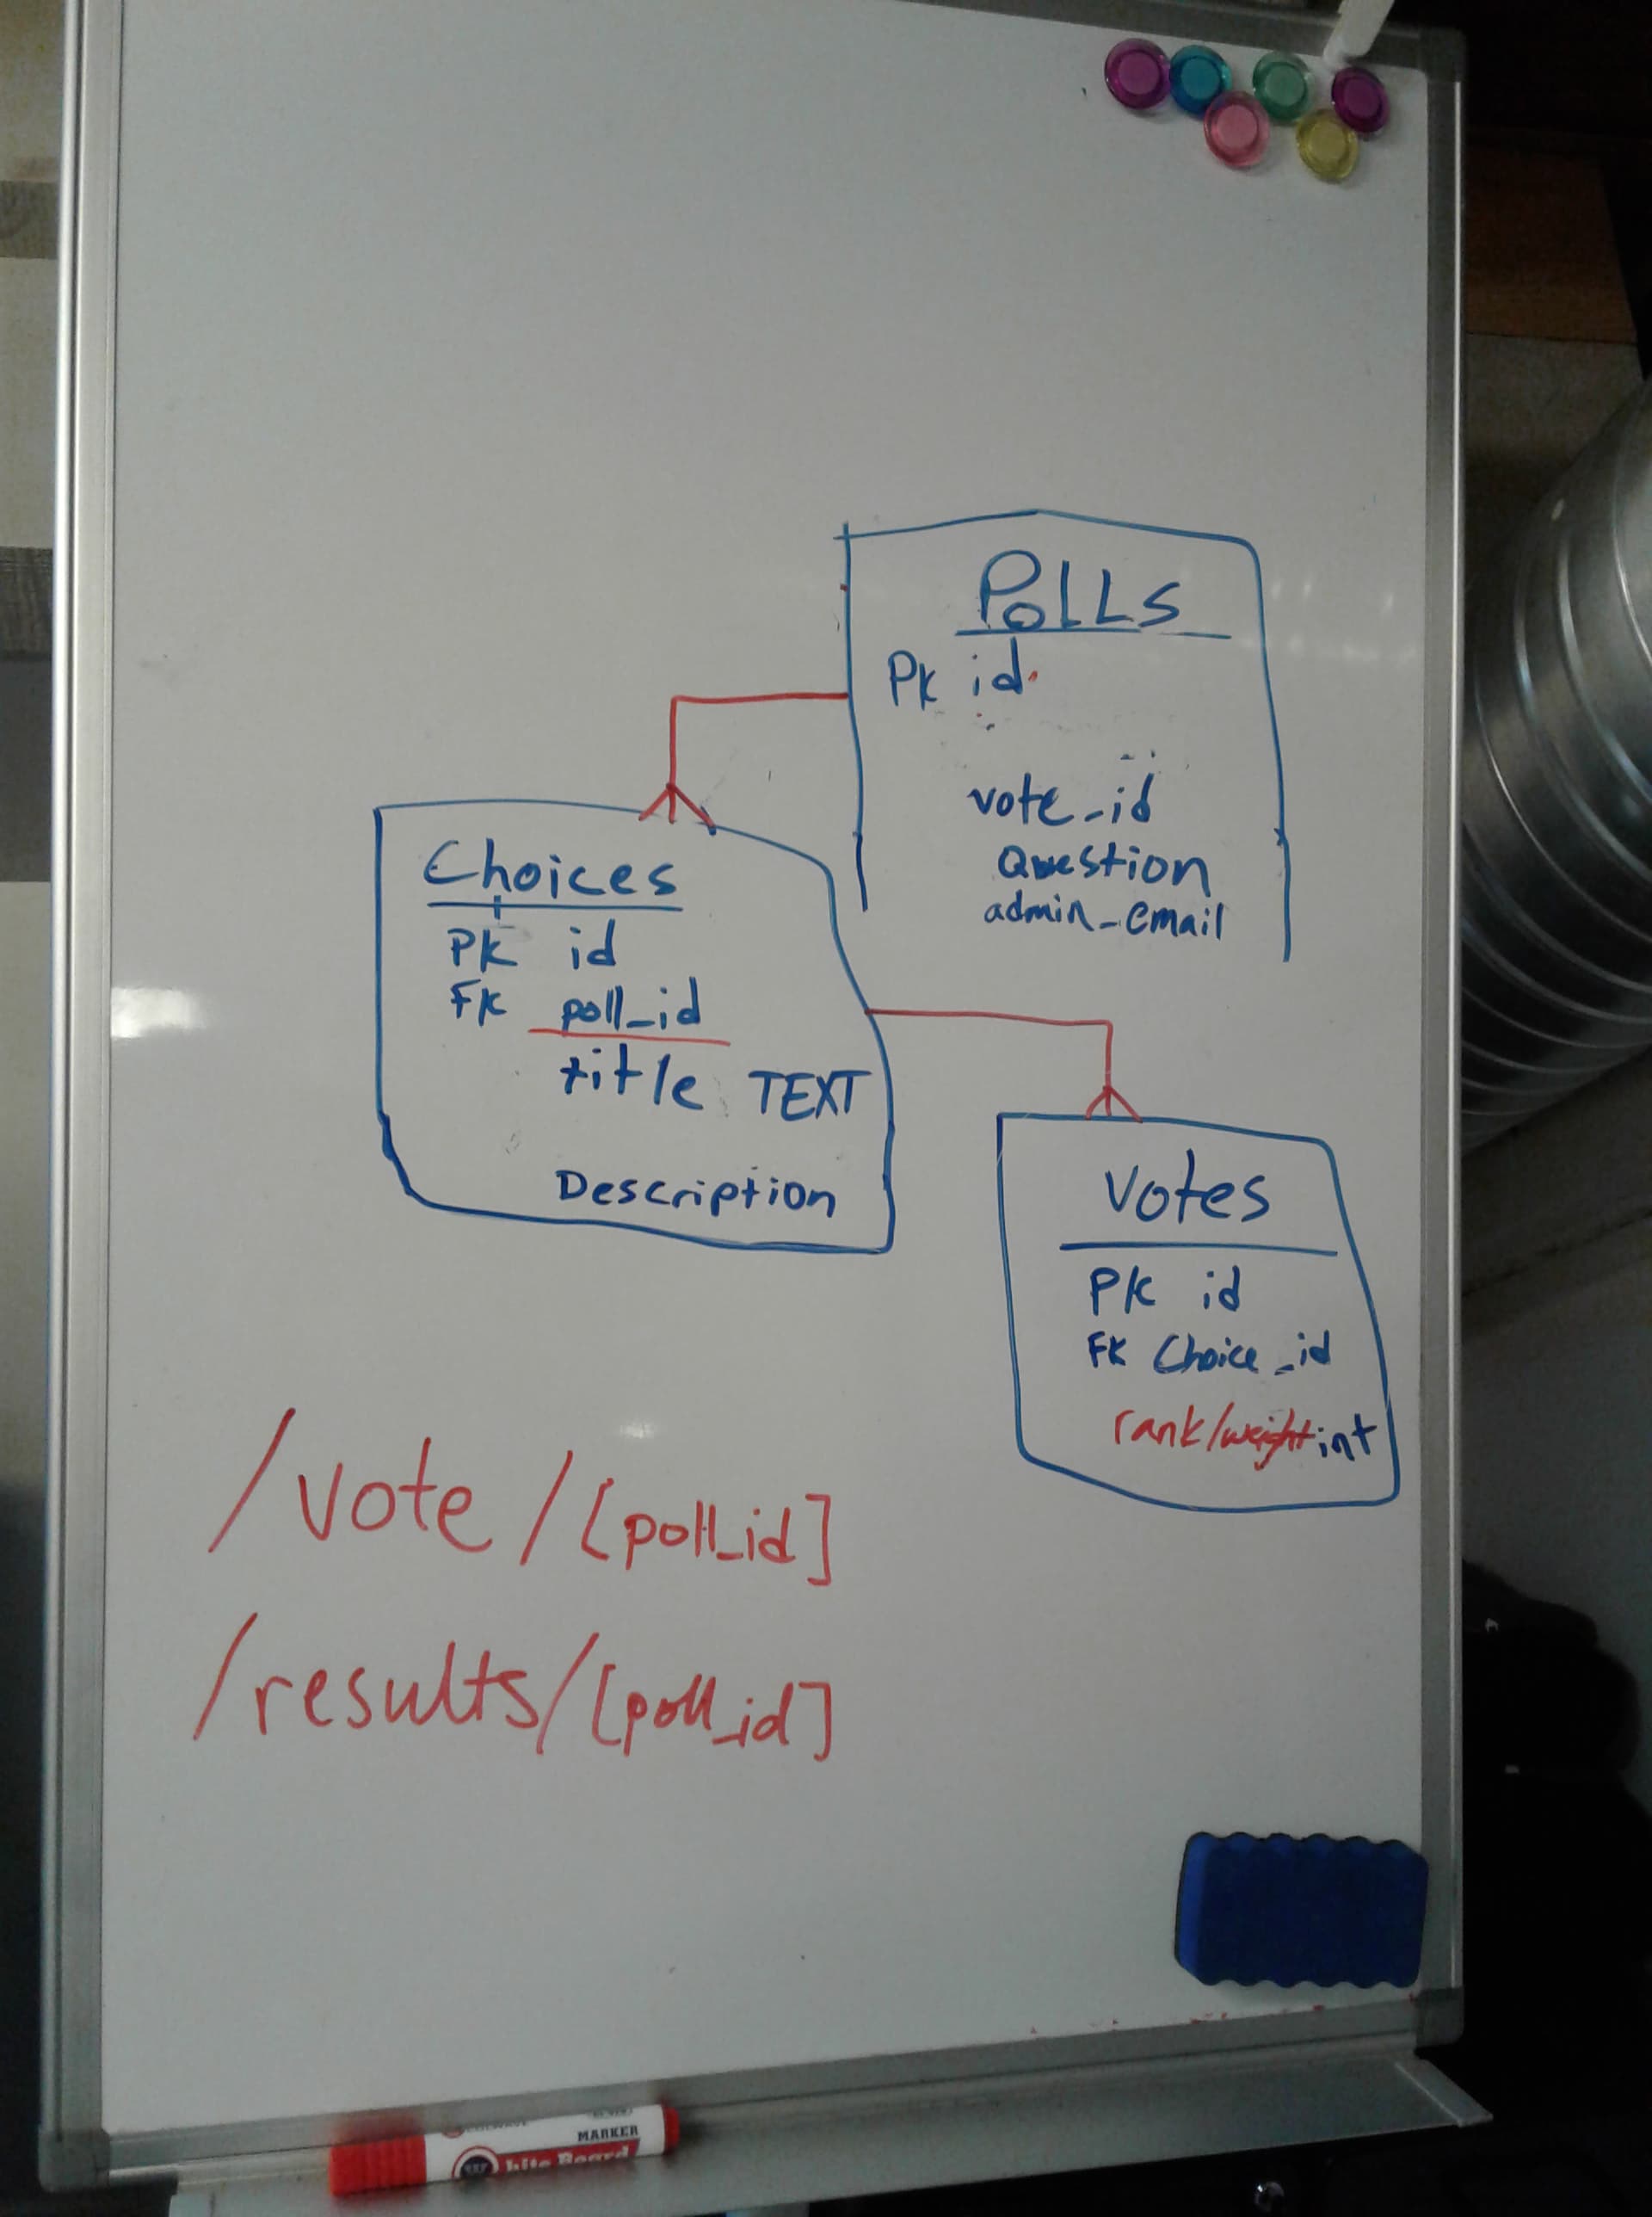 PoLLs
Pk id
vote_id
Question
admin_email
Choices
Pk id
Fk poll_id
title TEXT
Description
votes
Pk id
FK Choice_id
rank/weight int
/vote/[poll_id]
/results/[poll_id]
MARKER
hite Board